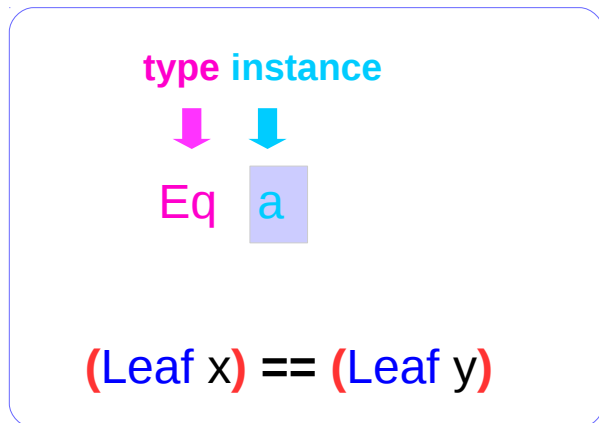 type instance
Eq a
(Leaf x) == (Leaf y)